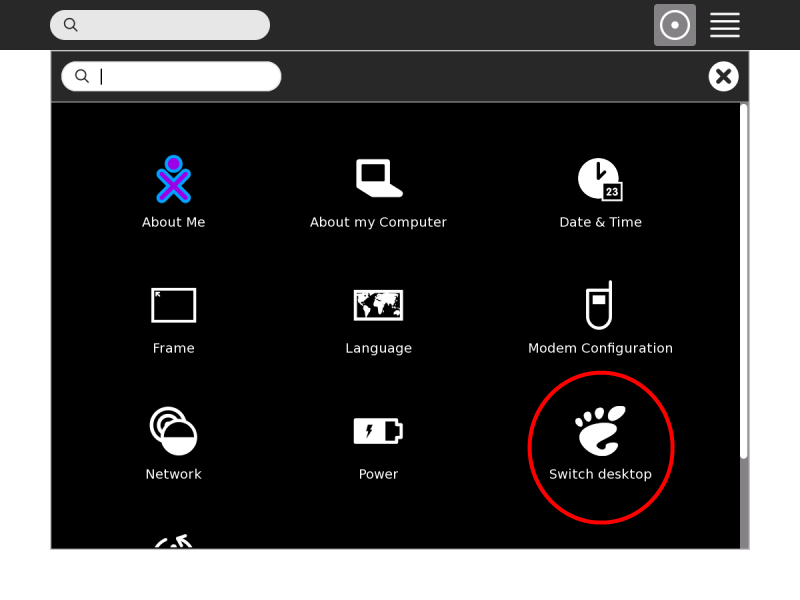 About Me
About my Computer
Date & Time
23
Frame
Language
Modem Configuration
Network
Power
Switch desktop